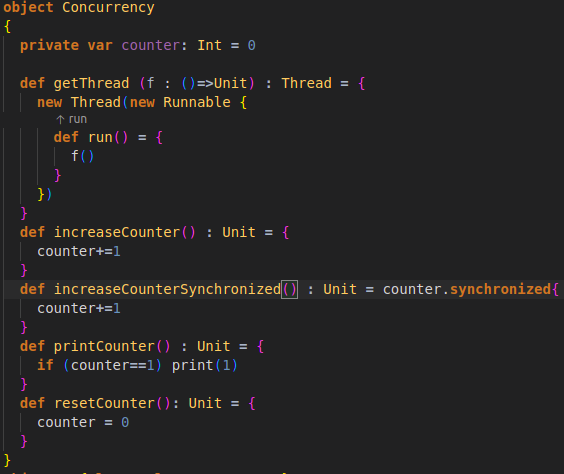 object Concurrency
{
  private var counter: Int = 0

  def getThread (f : ()=>Unit) : Thread = {
    new Thread(new Runnable {
      ↑ run
      def run() = {
        f()
      }
    })
  }
  def increaseCounter() : Unit = {
    counter+=1
  }
  def increaseCounterSynchronized() : Unit = counter.synchronized{
    counter+=1
  }
  def printCounter() : Unit = {
    if (counter==1) print(1)
  }
  def resetCounter(): Unit = {
    counter = 0
  }
}